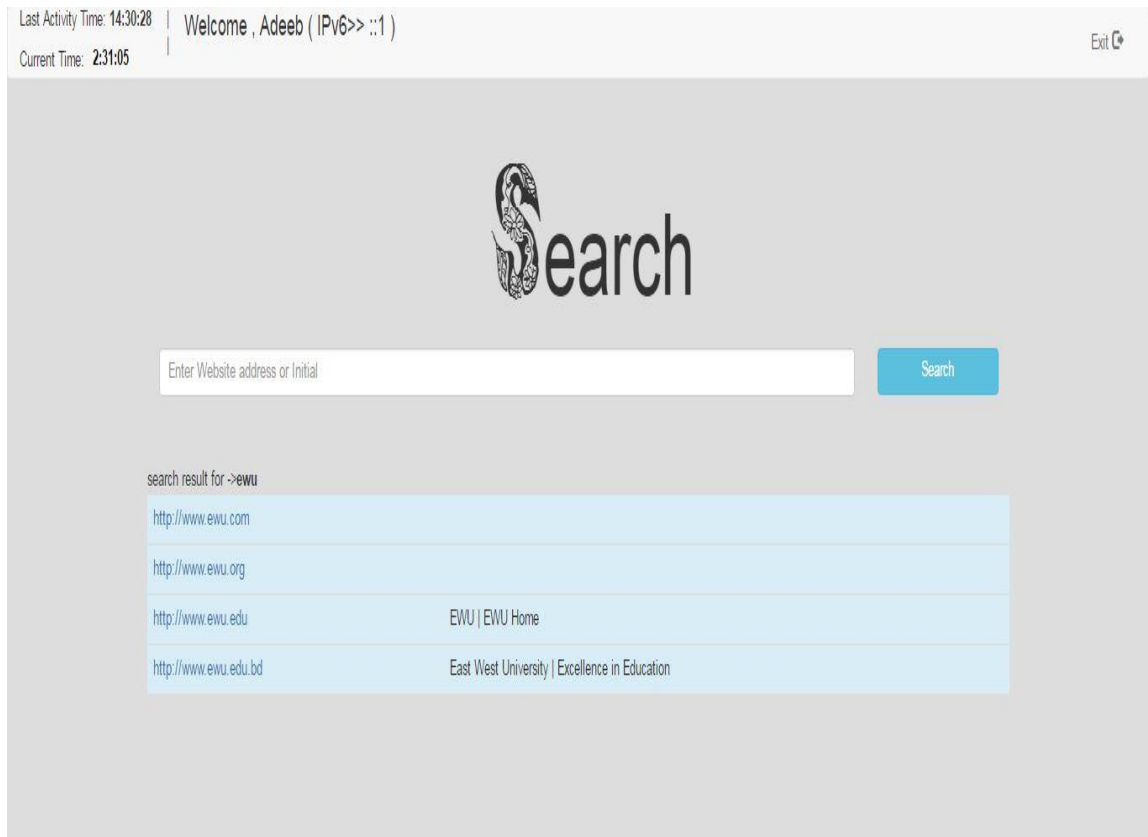 Last Activity Time: 14:30:28 |
Welcome , Adeeb ( IPv6>> ::1 )
Current Time: 2:31:05 |
Exit
Search
Enter Website address or Initial
Search
search result for ->ewu
http://www.ewu.com
http://www.ewu.org
http://www.ewu.edu EWU | EWU Home
http://www.ewu.edu.bd East West University | Excellence in Education